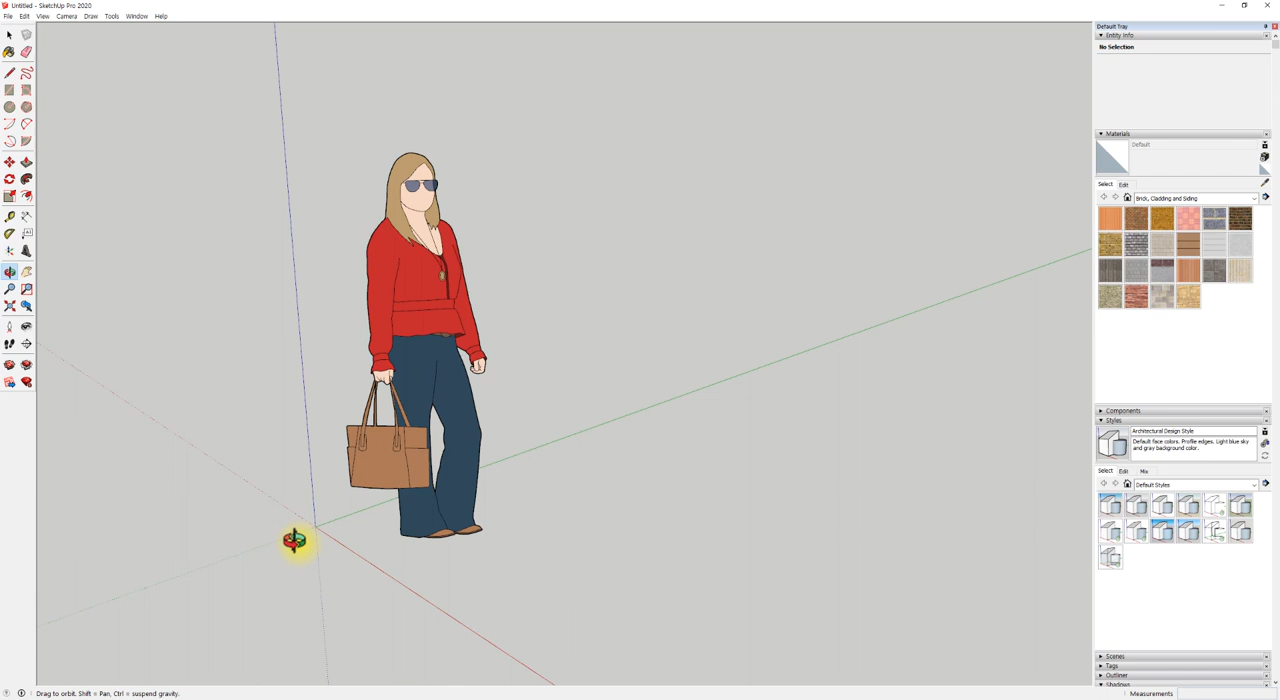 Untitled - SketchUp Pro 2020
File Edit View Camera Draw Tools Window Help
Default Tray
Entity Info
No Selection
Materials
Default
Select Edit
Brick, Cladding and Siding
Components
Styles
Architectural Design Style
Default face colors. Profile edges. Light blue sky
and gray background color.
Select Edit Mix
Default Styles
Scenes
Tags
Outliner
Shadows
Drag to orbit. Shift = Pan, Ctrl = suspend gravity.
Measurements